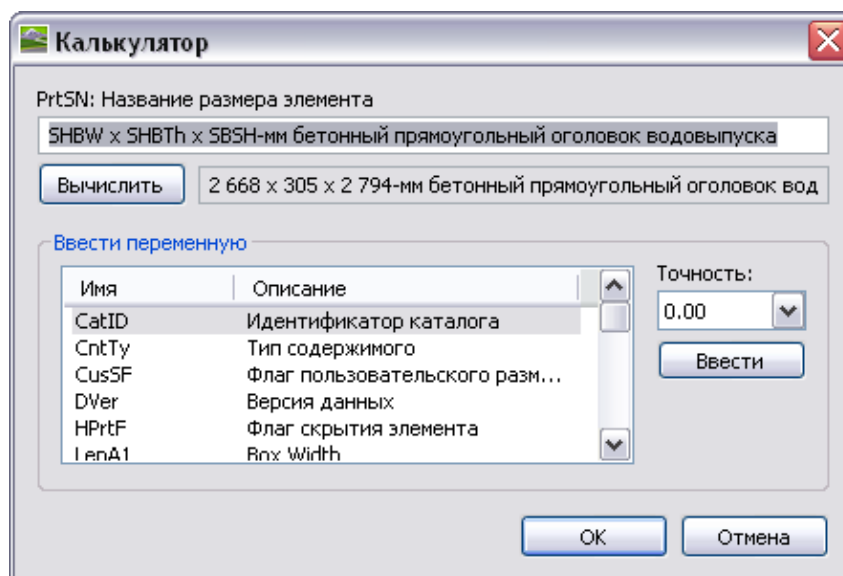 Калькулятор
PrtSN: Название размера элемента
SHBW x SHBTh x SBSH-мм бетонный прямоугольный оголовок водовыпуска
Вычислить
2 668 x 305 x 2 794-мм бетонный прямоугольный оголовок вод
Ввести переменную
Имя Описание
CatID Идентификатор каталога
CntTy Тип содержимого
CusSF Флаг пользовательского разм...
DVer Версия данных
HPrtF Флаг скрытия элемента
LenA1 Box Width
Точность:
0.00
Ввести
OK Отмена